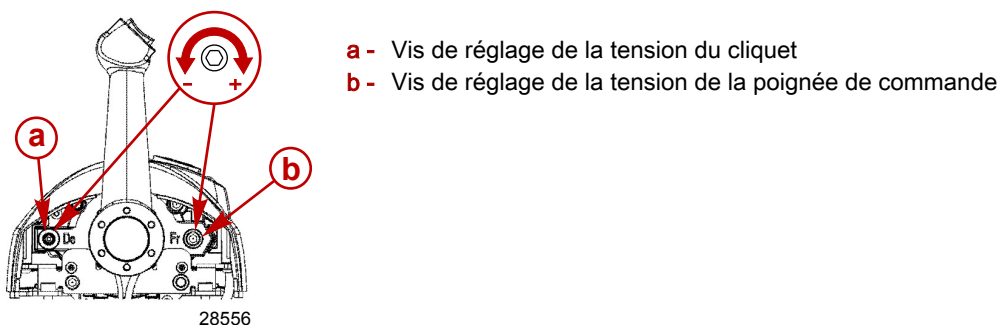 - +
a - Vis de réglage de la tension du cliquet
b - Vis de réglage de la tension de la poignée de commande
a
b
De Fr
28556